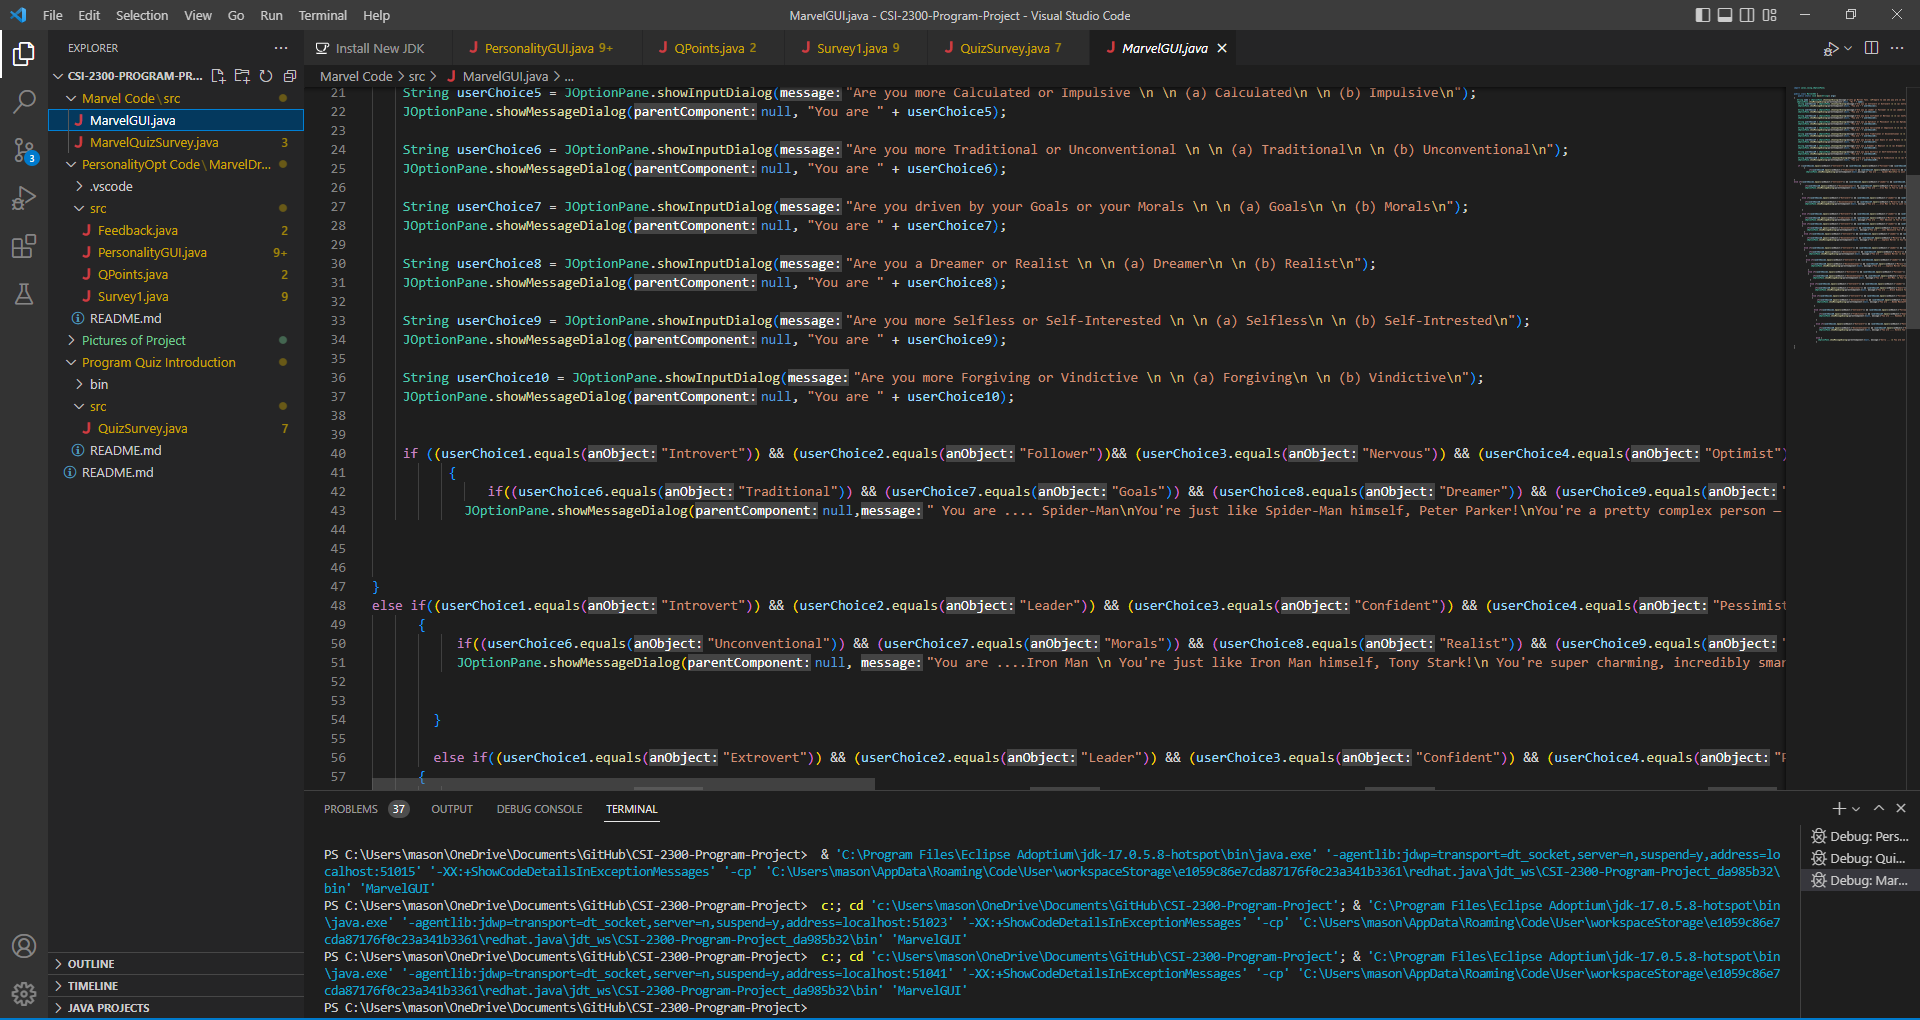 File Edit Selection View Go Run Terminal Help
MarvelGUI.java - CSI-2300-Program-Project - Visual Studio Code
EXPLORER
CSI-2300-PROGRAM-PR...
Marvel Code \ src
MarvelGUI.java
MarvelQuizSurvey.java 3
PersonalityOpt Code \ MarvelDr...
.vscode
src
Feedback.java 2
PersonalityGUI.java 9+
QPoints.java 2
Survey1.java 9
README.md
Pictures of Project
Program Quiz Introduction
bin
src
QuizSurvey.java 7
README.md
README.md
OUTLINE
TIMELINE
JAVA PROJECTS
3
Install New JDK PersonalityGUI.java 9+ QPoints.java 2 Survey1.java 9 QuizSurvey.java 7 MarvelGUI.java
Marvel Code > src > MarvelGUI.java > ...
21 String userChoice5 = JOptionPane.showInputDialog(message: "Are you more Calculated or Impulsive \n \n (a) Calculated\n \n (b) Impulsive\n");
22 JOptionPane.showMessageDialog(parentComponent: null, "You are " + userChoice5);
23
24 String userChoice6 = JOptionPane.showInputDialog(message: "Are you more Traditional or Unconventional \n \n (a) Traditional\n \n (b) Unconventional\n");
25 JOptionPane.showMessageDialog(parentComponent: null, "You are " + userChoice6);
26
27 String userChoice7 = JOptionPane.showInputDialog(message: "Are you driven by your Goals or your Morals \n \n (a) Goals\n \n (b) Morals\n");
28 JOptionPane.showMessageDialog(parentComponent: null, "You are " + userChoice7);
29
30 String userChoice8 = JOptionPane.showInputDialog(message: "Are you a Dreamer or Realist \n \n (a) Dreamer\n \n (b) Realist\n");
31 JOptionPane.showMessageDialog(parentComponent: null, "You are " + userChoice8);
32
33 String userChoice9 = JOptionPane.showInputDialog(message: "Are you more Selfless or Self-Interested \n \n (a) Selfless\n \n (b) Self-Intrested\n");
34 JOptionPane.showMessageDialog(parentComponent: null, "You are " + userChoice9);
35
36 String userChoice10 = JOptionPane.showInputDialog(message: "Are you more Forgiving or Vindictive \n \n (a) Forgiving\n \n (b) Vindictive\n");
37 JOptionPane.showMessageDialog(parentComponent: null, "You are " + userChoice10);
38
39
40 if ((userChoice1.equals(anObject: "Introvert")) && (userChoice2.equals(anObject: "Follower"))&& (userChoice3.equals(anObject: "Nervous")) && (userChoice4.equals(anObject: "Optimist")
41 {
42 if((userChoice6.equals(anObject: "Traditional")) && (userChoice7.equals(anObject: "Goals")) && (userChoice8.equals(anObject: "Dreamer")) && (userChoice9.equals(anObject: "
43 JOptionPane.showMessageDialog(parentComponent: null,message: " You are .... Spider-Man\nYou're just like Spider-Man himself, Peter Parker!\nYou're a pretty complex person —
44
45
46
47 }
48 else if((userChoice1.equals(anObject: "Introvert")) && (userChoice2.equals(anObject: "Leader")) && (userChoice3.equals(anObject: "Confident")) && (userChoice4.equals(anObject: "Pessimist
49 {
50 if((userChoice6.equals(anObject: "Unconventional")) && (userChoice7.equals(anObject: "Morals")) && (userChoice8.equals(anObject: "Realist")) && (userChoice9.equals(anObject: "
51 JOptionPane.showMessageDialog(parentComponent: null, message: "You are ....Iron Man \n You're just like Iron Man himself, Tony Stark!\n You're super charming, incredibly smar
52
53
54 }
55
56 else if((userChoice1.equals(anObject: "Extrovert")) && (userChoice2.equals(anObject: "Leader")) && (userChoice3.equals(anObject: "Confident")) && (userChoice4.equals(anObject: "P
57 {
PROBLEMS 37 OUTPUT DEBUG CONSOLE TERMINAL
PS C:\Users\mason\OneDrive\Documents\GitHub\CSI-2300-Program-Project> & 'C:\Program Files\Eclipse Adoptium\jdk-17.0.5.8-hotspot\bin\java.exe' '-agentlib:jdwp=transport=dt_socket,server=n,suspend=y,address=lo
calhost:51015' '-XX:+ShowCodeDetailsInExceptionMessages' '-cp' 'C:\Users\mason\AppData\Roaming\Code\User\workspaceStorage\e1059c86e7cda87176f0c23a341b3361\redhat.java\jdt_ws\CSI-2300-Program-Project_da985b32\
bin' 'MarvelGUI'
PS C:\Users\mason\OneDrive\Documents\GitHub\CSI-2300-Program-Project> c:; cd 'c:\Users\mason\OneDrive\Documents\GitHub\CSI-2300-Program-Project'; & 'C:\Program Files\Eclipse Adoptium\jdk-17.0.5.8-hotspot\bin
\java.exe' '-agentlib:jdwp=transport=dt_socket,server=n,suspend=y,address=localhost:51023' '-XX:+ShowCodeDetailsInExceptionMessages' '-cp' 'C:\Users\mason\AppData\Roaming\Code\User\workspaceStorage\e1059c86e7
cda87176f0c23a341b3361\redhat.java\jdt_ws\CSI-2300-Program-Project_da985b32\bin' 'MarvelGUI'
PS C:\Users\mason\OneDrive\Documents\GitHub\CSI-2300-Program-Project> c:; cd 'c:\Users\mason\OneDrive\Documents\GitHub\CSI-2300-Program-Project'; & 'C:\Program Files\Eclipse Adoptium\jdk-17.0.5.8-hotspot\bin
\java.exe' '-agentlib:jdwp=transport=dt_socket,server=n,suspend=y,address=localhost:51041' '-XX:+ShowCodeDetailsInExceptionMessages' '-cp' 'C:\Users\mason\AppData\Roaming\Code\User\workspaceStorage\e1059c86e7
cda87176f0c23a341b3361\redhat.java\jdt_ws\CSI-2300-Program-Project_da985b32\bin' 'MarvelGUI'
PS C:\Users\mason\OneDrive\Documents\GitHub\CSI-2300-Program-Project>
Debug: Pers...
Debug: Qui...
Debug: Mar...